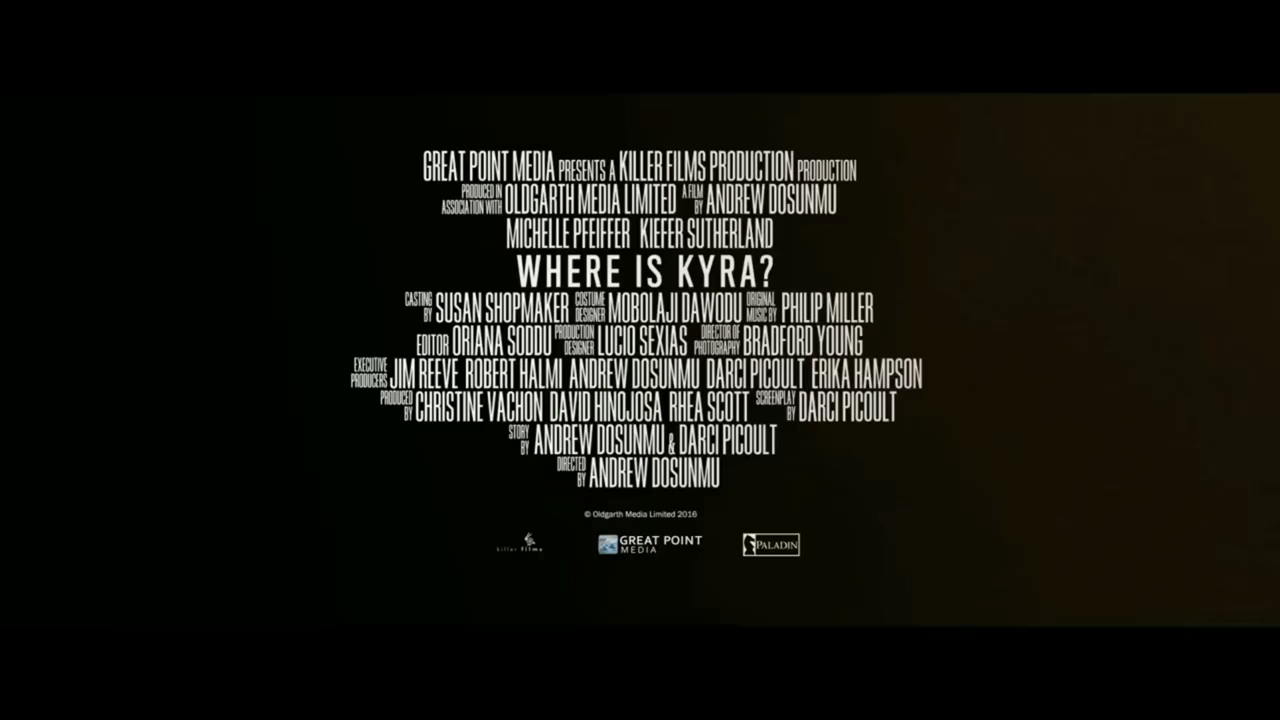 GREAT POINT MEDIA PRESENTS A KILLER FILMS PRODUCTION PRODUCTION
PRODUCED IN ASSOCIATION WITH OLDGARTH MEDIA LIMITED A FILM BY ANDREW DOSUNMU
MICHELLE PFEIFFER KIEFER SUTHERLAND
WHERE IS KYRA?
CASTING BY SUSAN SHOPMAKER COSTUME DESIGNER MOBOLAJI DAWODU ORIGINAL MUSIC BY PHILIP MILLER
EDITOR ORIANA SODDU PRODUCTION DESIGNER LUCIO SEXIAS DIRECTOR OF PHOTOGRAPHY BRADFORD YOUNG
EXECUTIVE PRODUCERS JIM REEVE ROBERT HALMI ANDREW DOSUNMU DARCI PICOULT ERIKA HAMPSON
PRODUCED BY CHRISTINE VACHON DAVID HINOJOSA RHEA SCOTT SCREENPLAY BY DARCI PICOULT
STORY BY ANDREW DOSUNMU & DARCI PICOULT
DIRECTED BY ANDREW DOSUNMU
© Oldgarth Media Limited 2016
killer films GREAT POINT MEDIA PALADIN